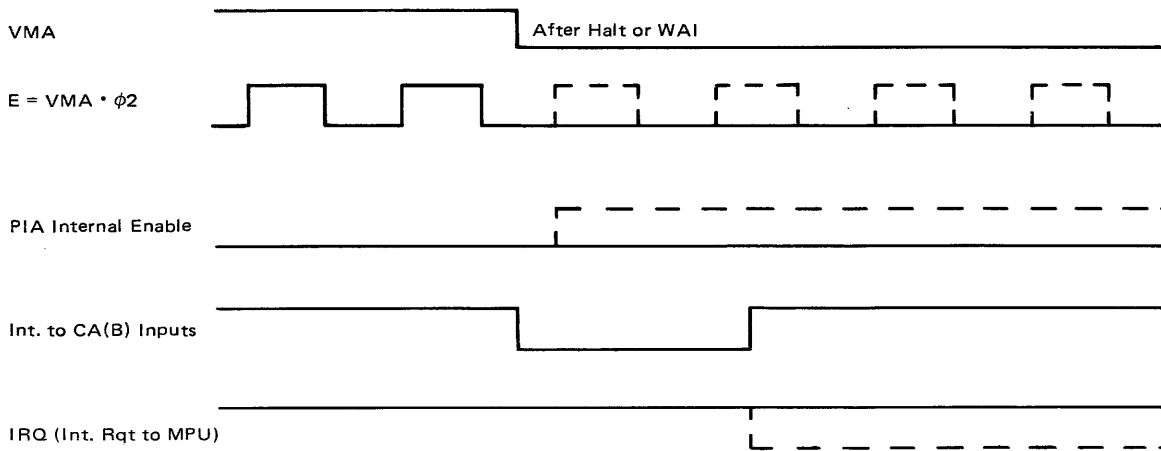 VMA
After Halt or WAI
E = VMA • ϕ2
PIA Internal Enable
Int. to CA(B) Inputs
IRQ (Int. Rqt to MPU)